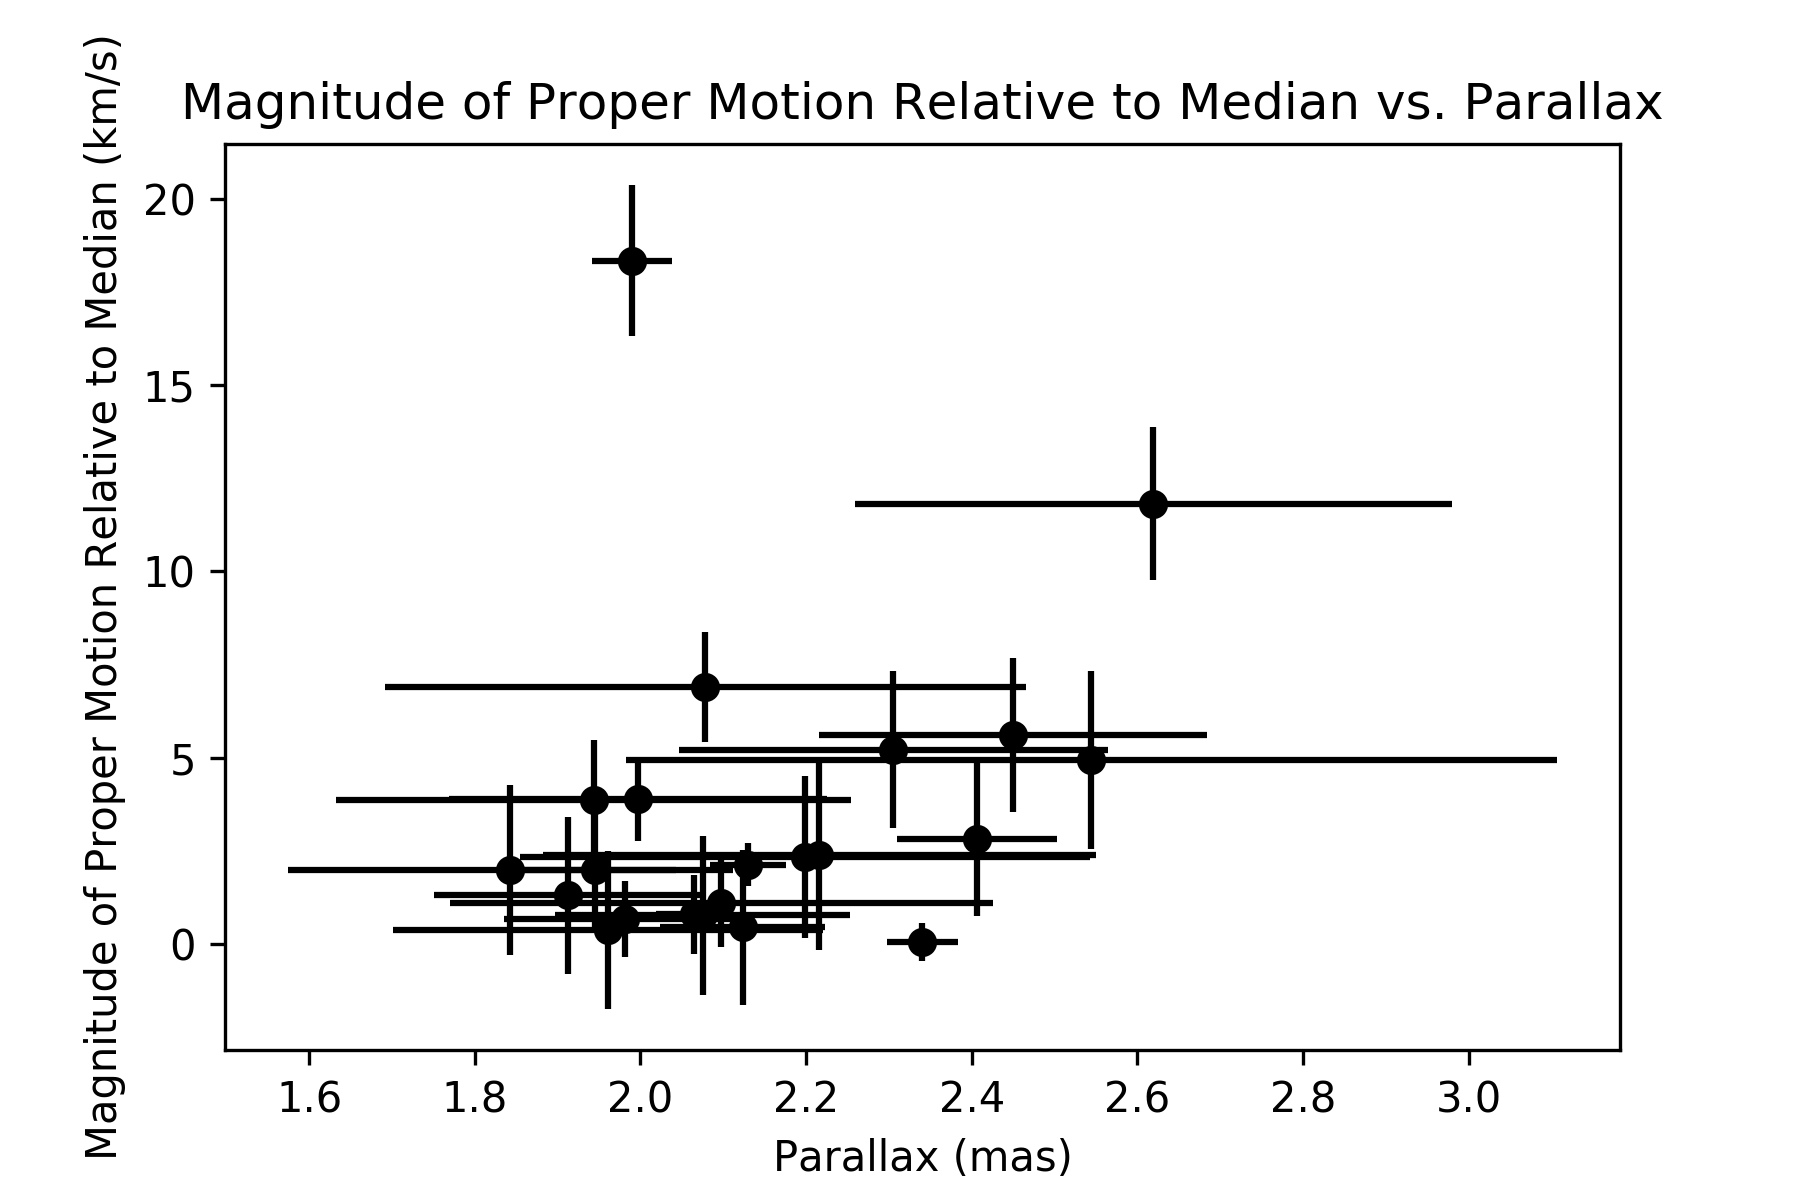 Magnitude of Proper Motion Relative to Median vs. Parallax
Magnitude of Proper Motion Relative to Median (km/s)
20
15
10
5
0
1.6 1.8 2.0 2.2 2.4 2.6 2.8 3.0
Parallax (mas)